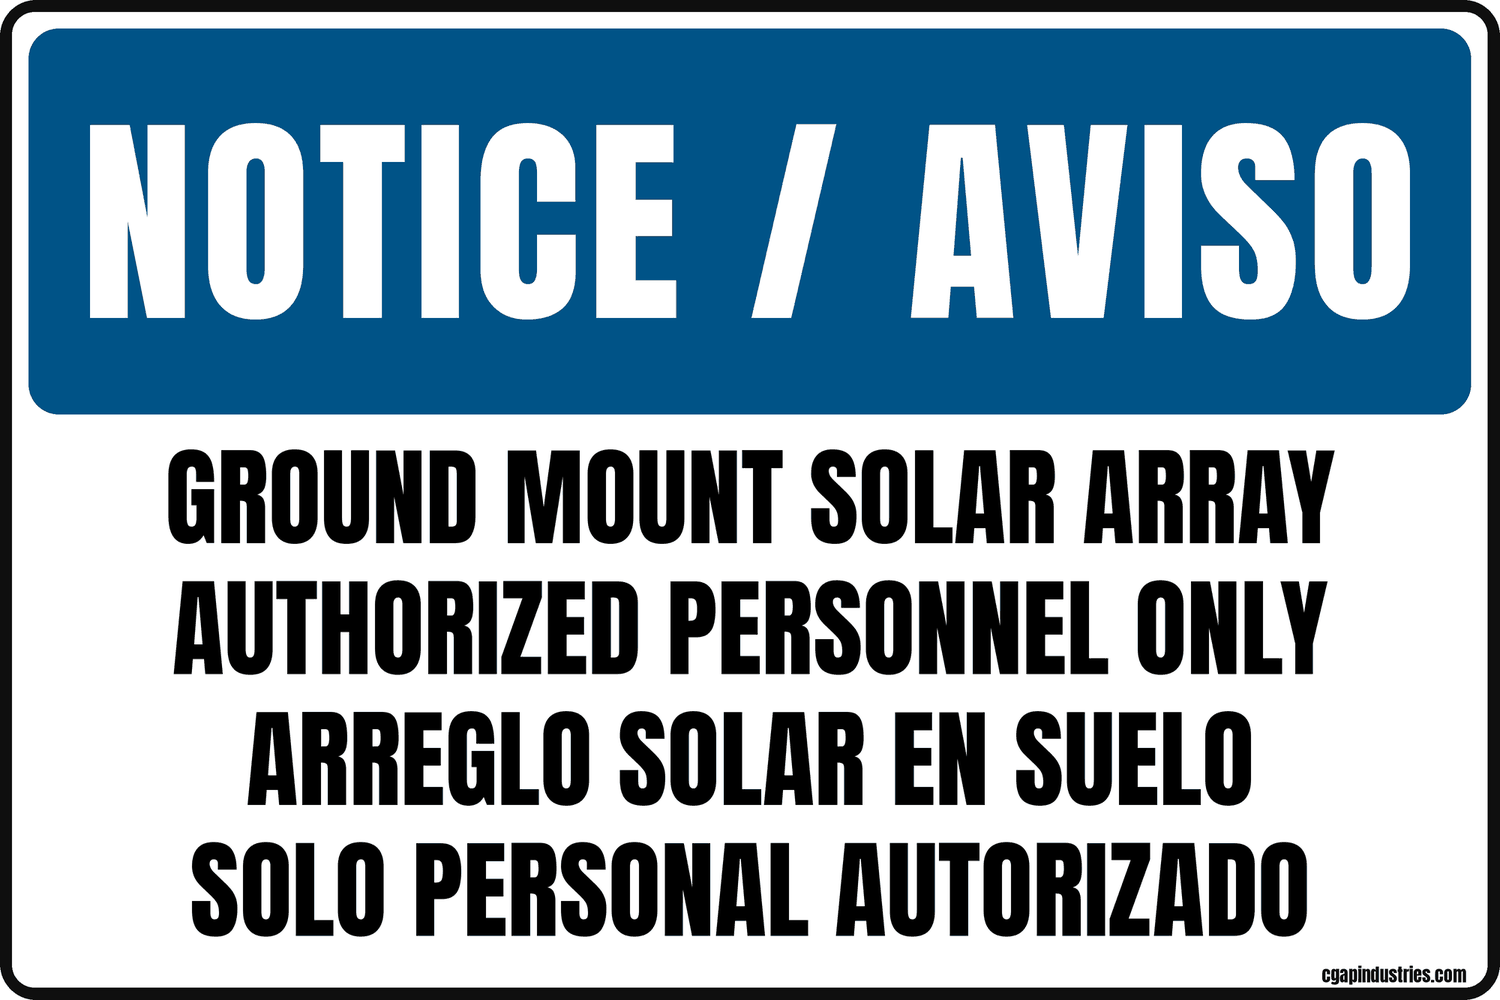 NOTICE / AVISO
GROUND MOUNT SOLAR ARRAY
AUTHORIZED PERSONNEL ONLY
ARREGLO SOLAR EN SUELO
SOLO PERSONAL AUTORIZADO
cgapindustries.com